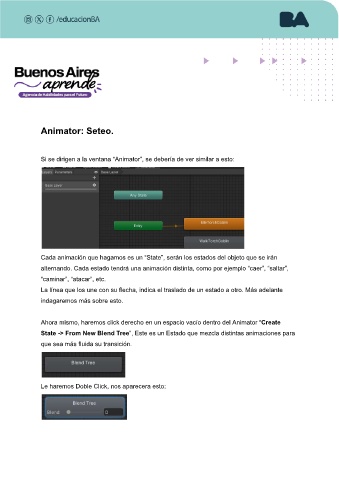 /educacionBA
BA
Buenos Aires
aprende
Agencia de Habilidades para el Futuro
Animator: Seteo.
Si se dirigen a la ventana “Animator”, se debería de ver similar a esto:
Layers
Base Layer
Base Layer
Any State
Entry
Cada animación que hagamos es un “State”, serán los estados del objeto que se irán
alternando. Cada estado tendrá una animación distinta, como por ejemplo “caer”, “saltar”,
“caminar”, “atacar”, etc.
La línea que los une con su flecha, indica el traslado de un estado a otro. Más adelante
indagaremos más sobre esto.
Ahora mismo, haremos click derecho en un espacio vacío dentro del Animator “Create
State -> From New Blend Tree”, Este es un Estado que mezcla distintas animaciones para
que sea más fluida su transición.
Blend Tree
Le haremos Doble Click, nos aparecera esto:
Blend Tree
Blend
0